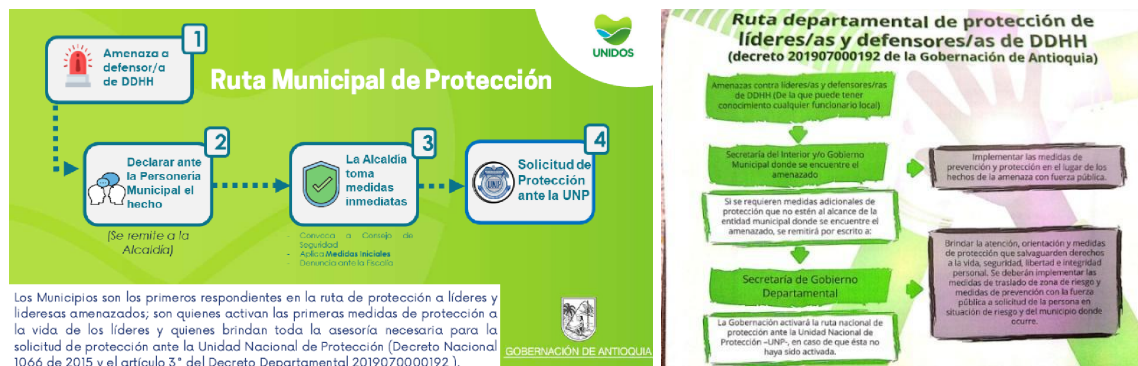 1
Amenaza a
defensor/a
de DDHH
UNIDOS
Ruta Municipal de Protección
2
Declarar ante
la Personería
Municipal el
hecho
(Se remite a la
Alcaldía)
3
La Alcaldía
toma
medidas
inmediatas
- Convoca a Consejo de
Seguridad
- Aplica Medidas Iniciales
- Denuncia ante la Fiscalía
4
UNP
Solicitud de
Protección
ante la UNP
Los Municipios son los primeros respondientes en la ruta de protección a líderes y
lideresas amenazados; son quienes activan las primeras medidas de protección a
la vida de los líderes y quienes brindan toda la asesoría necesaria para la
solicitud de protección ante la Unidad Nacional de Protección (Decreto Nacional
1066 de 2015 y el artículo 3° del Decreto Departamental 2019070000192 ).
GOBERNACIÓN DE ANTIOQUIA
Ruta departamental de protección de
líderes/as y defensores/as de DDHH
(decreto 201907000192 de la Gobernación de Antioquia)
Amenazas contra líderes/as y defensores/ras
de DDHH (De la que puede tener
conocimiento cualquier funcionario local)
Secretaría del Interior y/o Gobierno
Municipal donde se encuentre el
amenazado
Implementar las medidas de
prevención y protección en el lugar de los
hechos de la amenaza con fuerza pública.
Si se requieren medidas adicionales de
protección que no estén al alcance de la
entidad municipal donde se encuentre el
amenazado, se remitirá por escrito a:
Secretaría de Gobierno
Departamental
Brindar la atención, orientación y medidas
de protección que salvaguarden derechos
a la vida, seguridad, libertad e integridad
personal. Se deberán implementar las
medidas de traslado de zona de riesgo y
medidas de prevención con la fuerza
pública a solicitud de la persona en
situación de riesgo y del municipio donde
ocurre.
La Gobernación activará la ruta nacional de
protección ante la Unidad Nacional de
Protección –UNP-, en caso de que ésta no
haya sido activada.